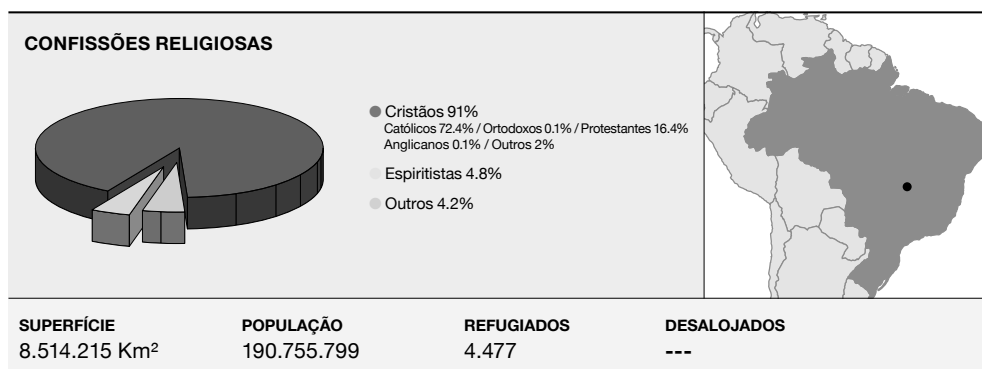 CONFISSÕES RELIGIOSAS
Cristãos 91%
Católicos 72.4% / Ortodoxos 0.1% / Protestantes 16.4%
Anglicanos 0.1% / Outros 2%
Espiritistas 4.8%
Outros 4.2%
SUPERFÍCIE
8.514.215 Km²
POPULAÇÃO
190.755.799
REFUGIADOS
4.477
DESALOJADOS
---